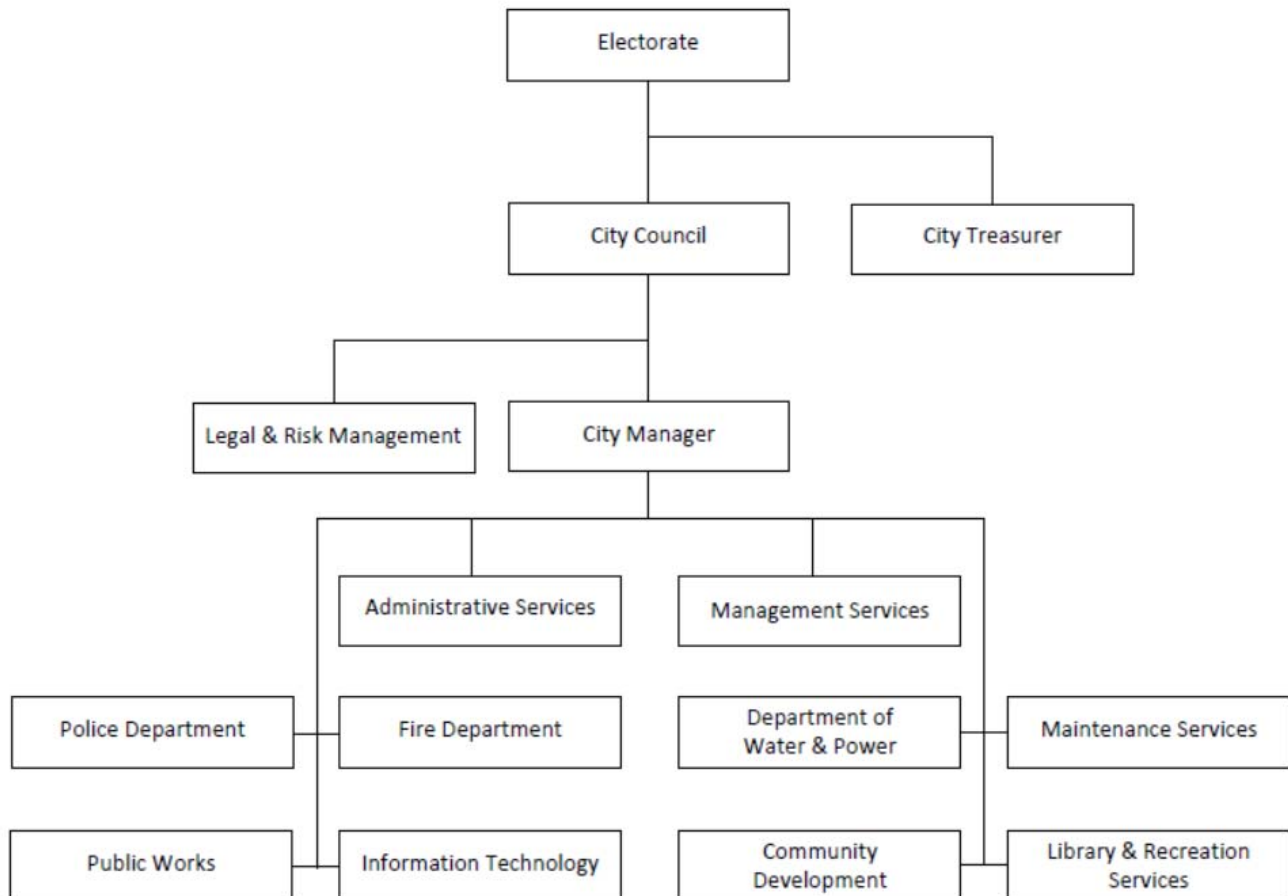 Electorate
City Council
City Treasurer
Legal & Risk Management
City Manager
Administrative Services
Management Services
Police Department
Fire Department
Department of
Water & Power
Maintenance Services
Public Works
Information Technology
Community
Development
Library & Recreation
Services